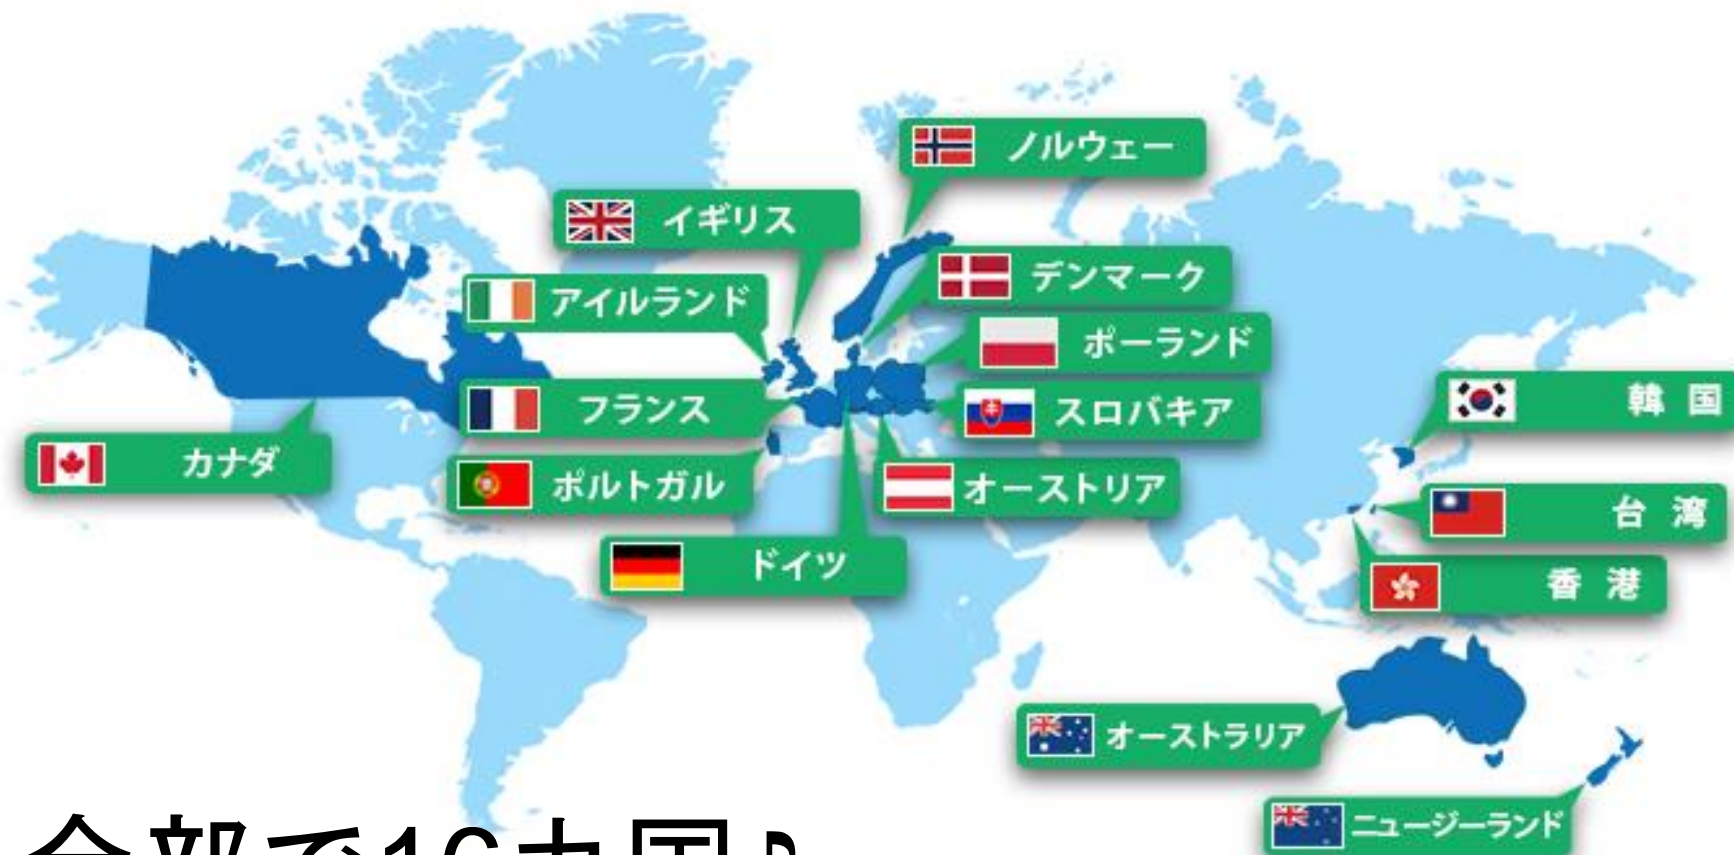 ノルウェー
イギリス
デンマーク
アイルランド
ポーランド
フランス
スロバキア
韓国
カナダ
ポルトガル
オーストリア
台湾
ドイツ
香港
オーストラリア
ニュージーランド
全部で16カ国♪